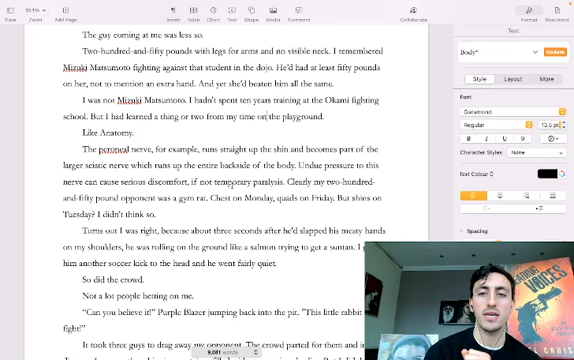 View
Zoom
Add Page
Insert
Table
Chart
Text
Shape
Media
Comment
Collaborate
Format
Document
Text
The guy coming at me was less so.
Two-hundred-and-fifty pounds with legs for arms and no visible neck. I remembered
Mizuki Matsumoto fighting against that student in the dojo. He'd had at least fifty pounds
on her, not to mention an extra hand. And yet she'd beaten him all the same.
I was not Mizuki Matsumoto. I hadn't spent ten years training at the Okami fighting
school. But I had learned a thing or two from my time on the playground.
Like Anatomy.
The peroneal nerve, for example, runs straight up the shin and becomes part of the
larger sciatic nerve which runs up the entire backside of the body. Undue pressure to this
nerve can cause serious discomfort, if not temporary paralysis. Clearly my two-hundred-
and-fifty pound opponent was a gym rat. Chest on Monday, quads on Friday. But shins on
Tuesday? I didn't think so.
Turns out I was right, because about three seconds after he'd slapped his meaty hands
on my shoulders, he was rolling on the ground like a salmon trying to get a suntan. I
him another soccer kick to the head and he went fairly quiet.
So did the crowd.
Not a lot people betting on me.
"Can you believe it!" Purple Blazer jumping back into the pit. "This little rabbit
fight!"
It took three guys to drag away my opponent. The crowd parted for them and
9,081 words
Body*
Update
Style
Layout
More
Font
Garamond
Regular
13.5 pt
B
I
U
S
Character Styles
None
Text Colour
Spacing
VOICES